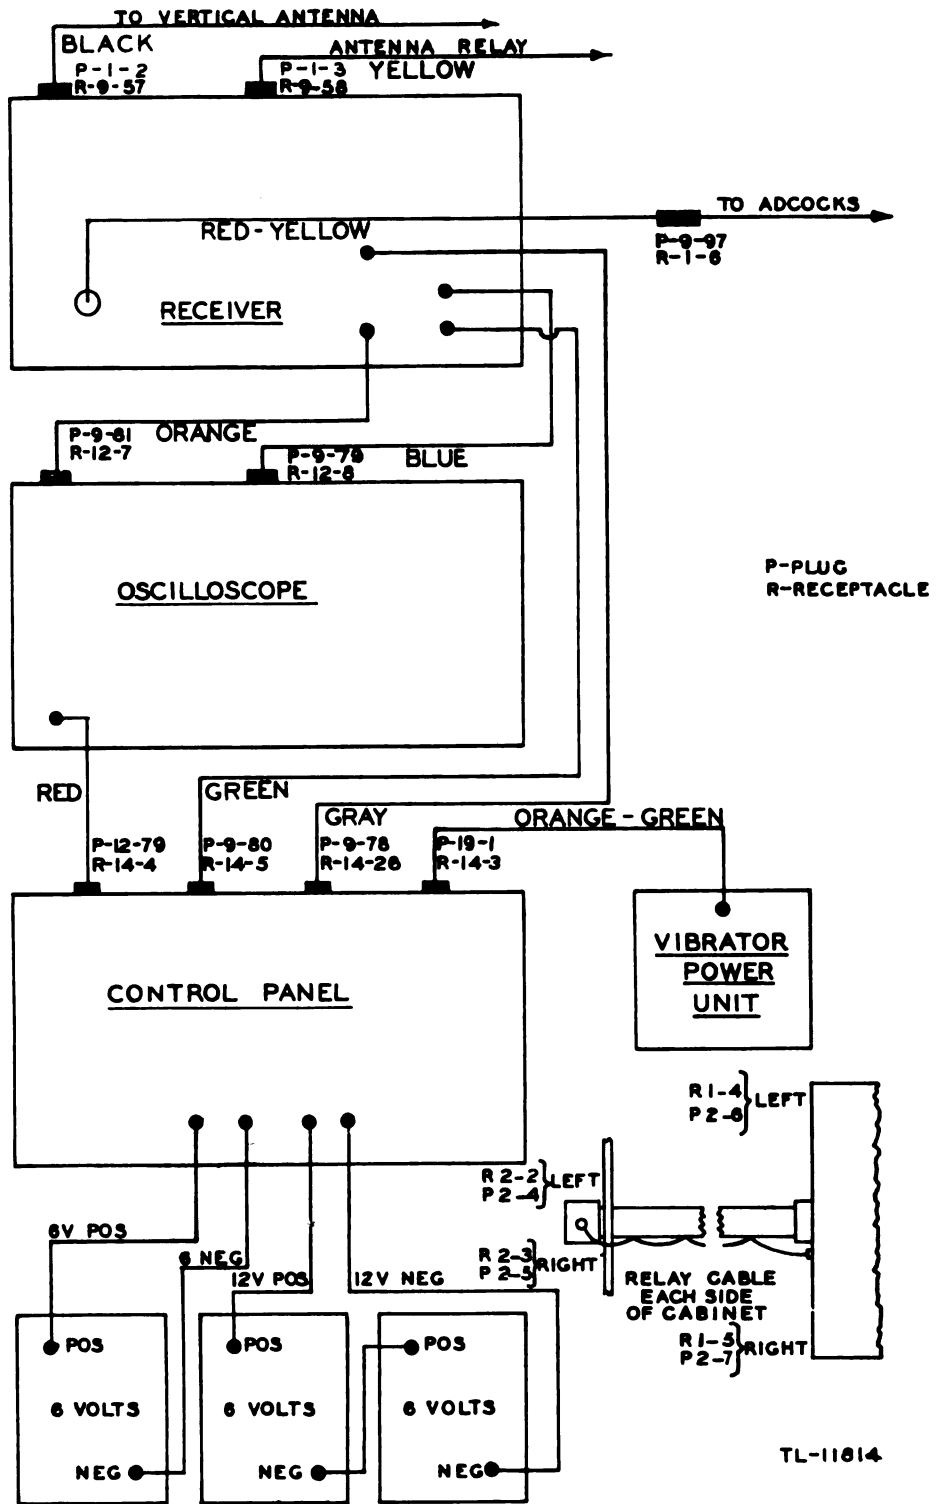 TO VERTICAL ANTENNA
BLACK
ANTENNA RELAY
P-1-2
R-9-57
P-1-3 YELLOW
R-9-58
TO ADCOCKS
RED-YELLOW
P-9-97
R-1-6
RECEIVER
P-9-81 ORANGE
R-12-7
P-9-79 BLUE
R-12-8
OSCILLOSCOPE
P-PLUG
R-RECEPTACLE
RED
GREEN
GRAY
ORANGE-GREEN
P-12-79
R-14-4
P-9-80
R-14-5
P-9-78
R-14-26
P-19-1
R-14-3
VIBRATOR
POWER
UNIT
CONTROL PANEL
R 1-4
P 2-6
LEFT
R 2-2
P 2-4
LEFT
R 2-3
P 2-5
RIGHT
RELAY CABLE
EACH SIDE
OF CABINET
R 1-5
P 2-7
RIGHT
6V POS
6 NEG
12V POS
12V NEG
POS
6 VOLTS
NEG
POS
6 VOLTS
NEG
POS
6 VOLTS
NEG
TL-11814